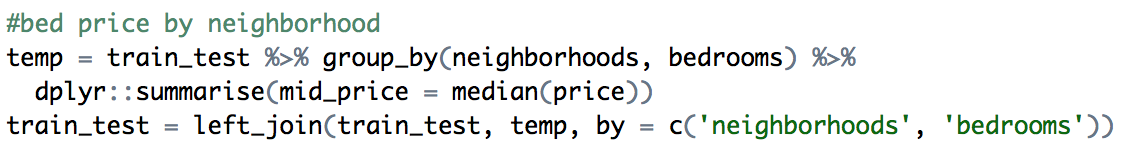 #bed price by neighborhood
temp = train_test %>% group_by(neighborhoods, bedrooms) %>%
  dplyr::summarise(mid_price = median(price))
train_test = left_join(train_test, temp, by = c('neighborhoods', 'bedrooms'))